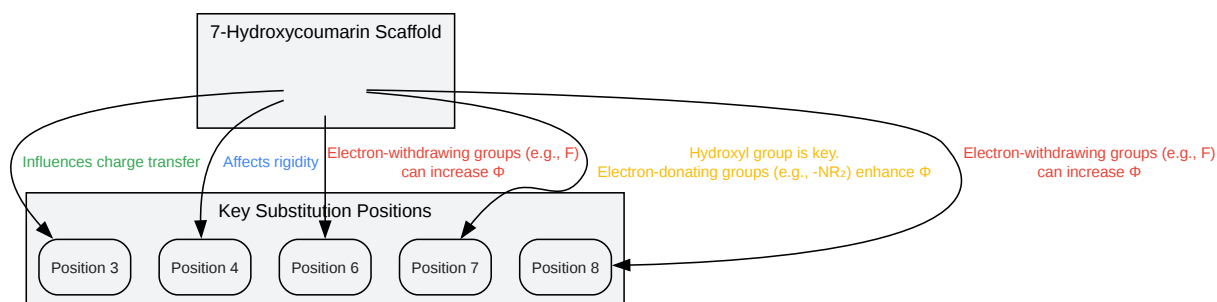 7-Hydroxycoumarin Scaffold
Influences charge transfer
Affects rigidity
Electron-withdrawing groups (e.g., F)
can increase Φ
Hydroxyl group is key.
Electron-donating groups (e.g., -NR₂) enhance Φ
Electron-withdrawing groups (e.g., F)
can increase Φ
Key Substitution Positions
Position 3
Position 4
Position 6
Position 7
Position 8